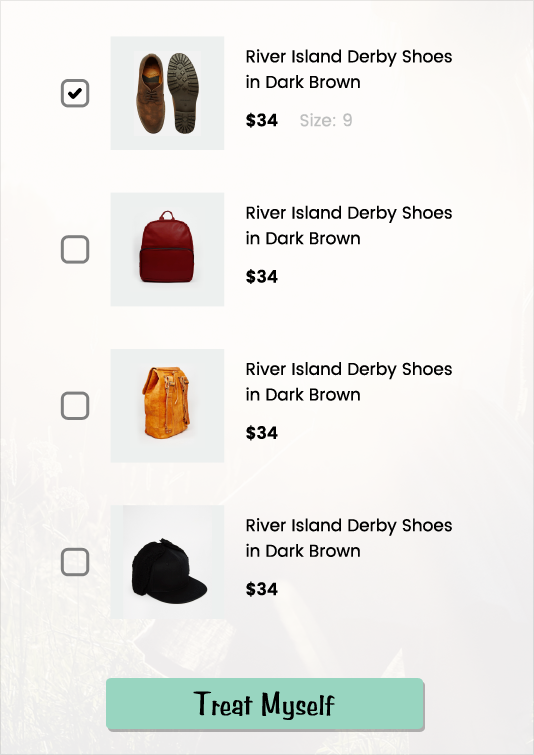 River Island Derby Shoes
in Dark Brown
$34 Size: 9
River Island Derby Shoes
in Dark Brown
$34
River Island Derby Shoes
in Dark Brown
$34
River Island Derby Shoes
in Dark Brown
$34
Treat Myself